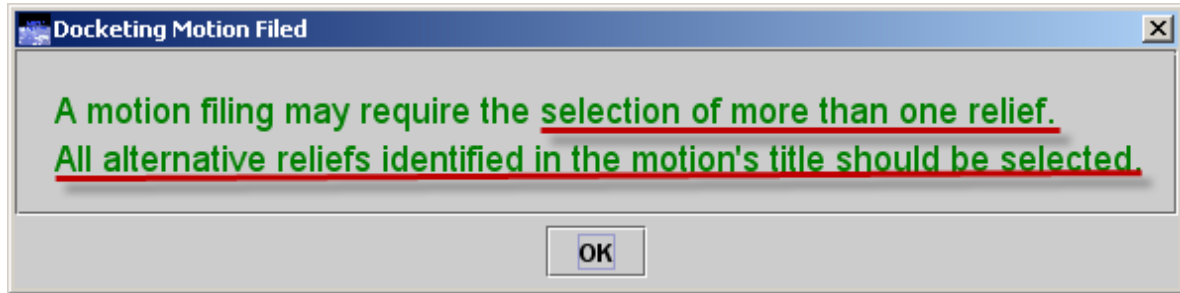 Docketing Motion Filed
A motion filing may require the selection of more than one relief.
All alternative reliefs identified in the motion's title should be selected.
OK